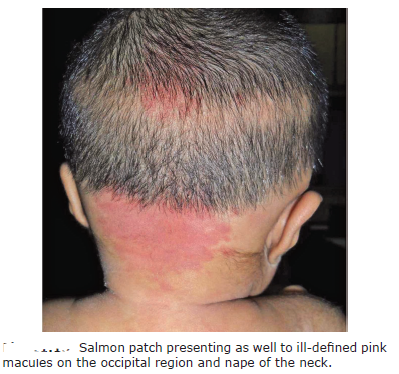 Salmon patch presenting as well to ill-defined pink
macules on the occipital region and nape of the neck.